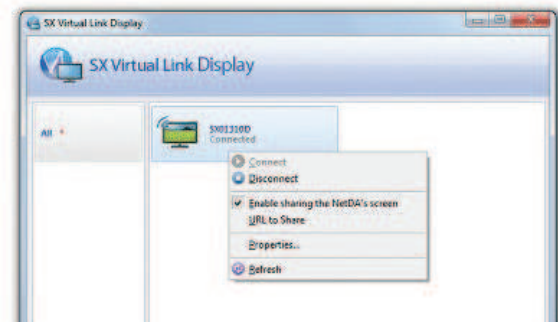 SX Virtual Link Display
SX Virtual Link Display
All
SX01310D
Connected
Connect
Disconnect
Enable sharing the NetDA's screen
URL to Share
Properties...
Refresh